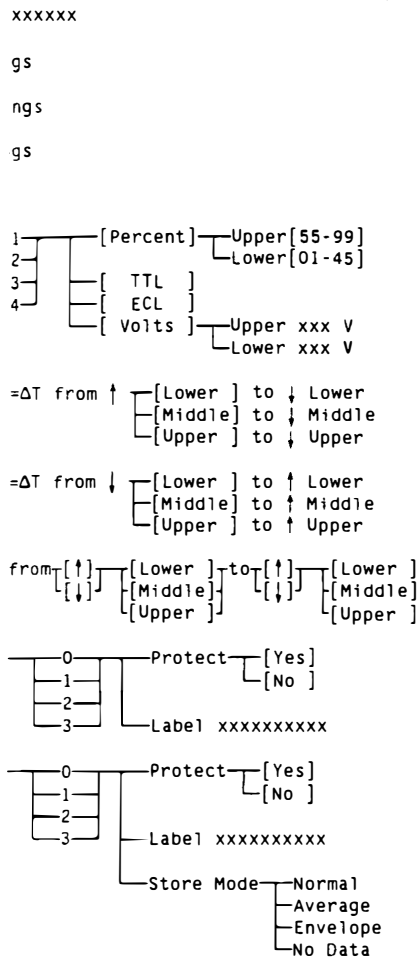 xxxxxx
gs
ngs
gs
1 [Percent] Upper[55-99]
2 Lower[01-45]
3 [ TTL ]
4 [ ECL ]
[ Volts ] Upper xxx V
Lower xxx V
=ΔT from ↑ [Lower ] to ↓ Lower
[Middle] to ↓ Middle
[Upper ] to ↓ Upper
=ΔT from ↓ [Lower ] to ↑ Lower
[Middle] to ↑ Middle
[Upper ] to ↑ Upper
from [↑] [Lower ] to [↑] [Lower ]
[↓] [Middle] [↓] [Middle]
[Upper ] [Upper ]
0 Protect [Yes]
1 [No ]
2
3 Label xxxxxxxxxx
0 Protect [Yes]
1 [No ]
2
3 Label xxxxxxxxxx
Store Mode Normal
Average
Envelope
No Data